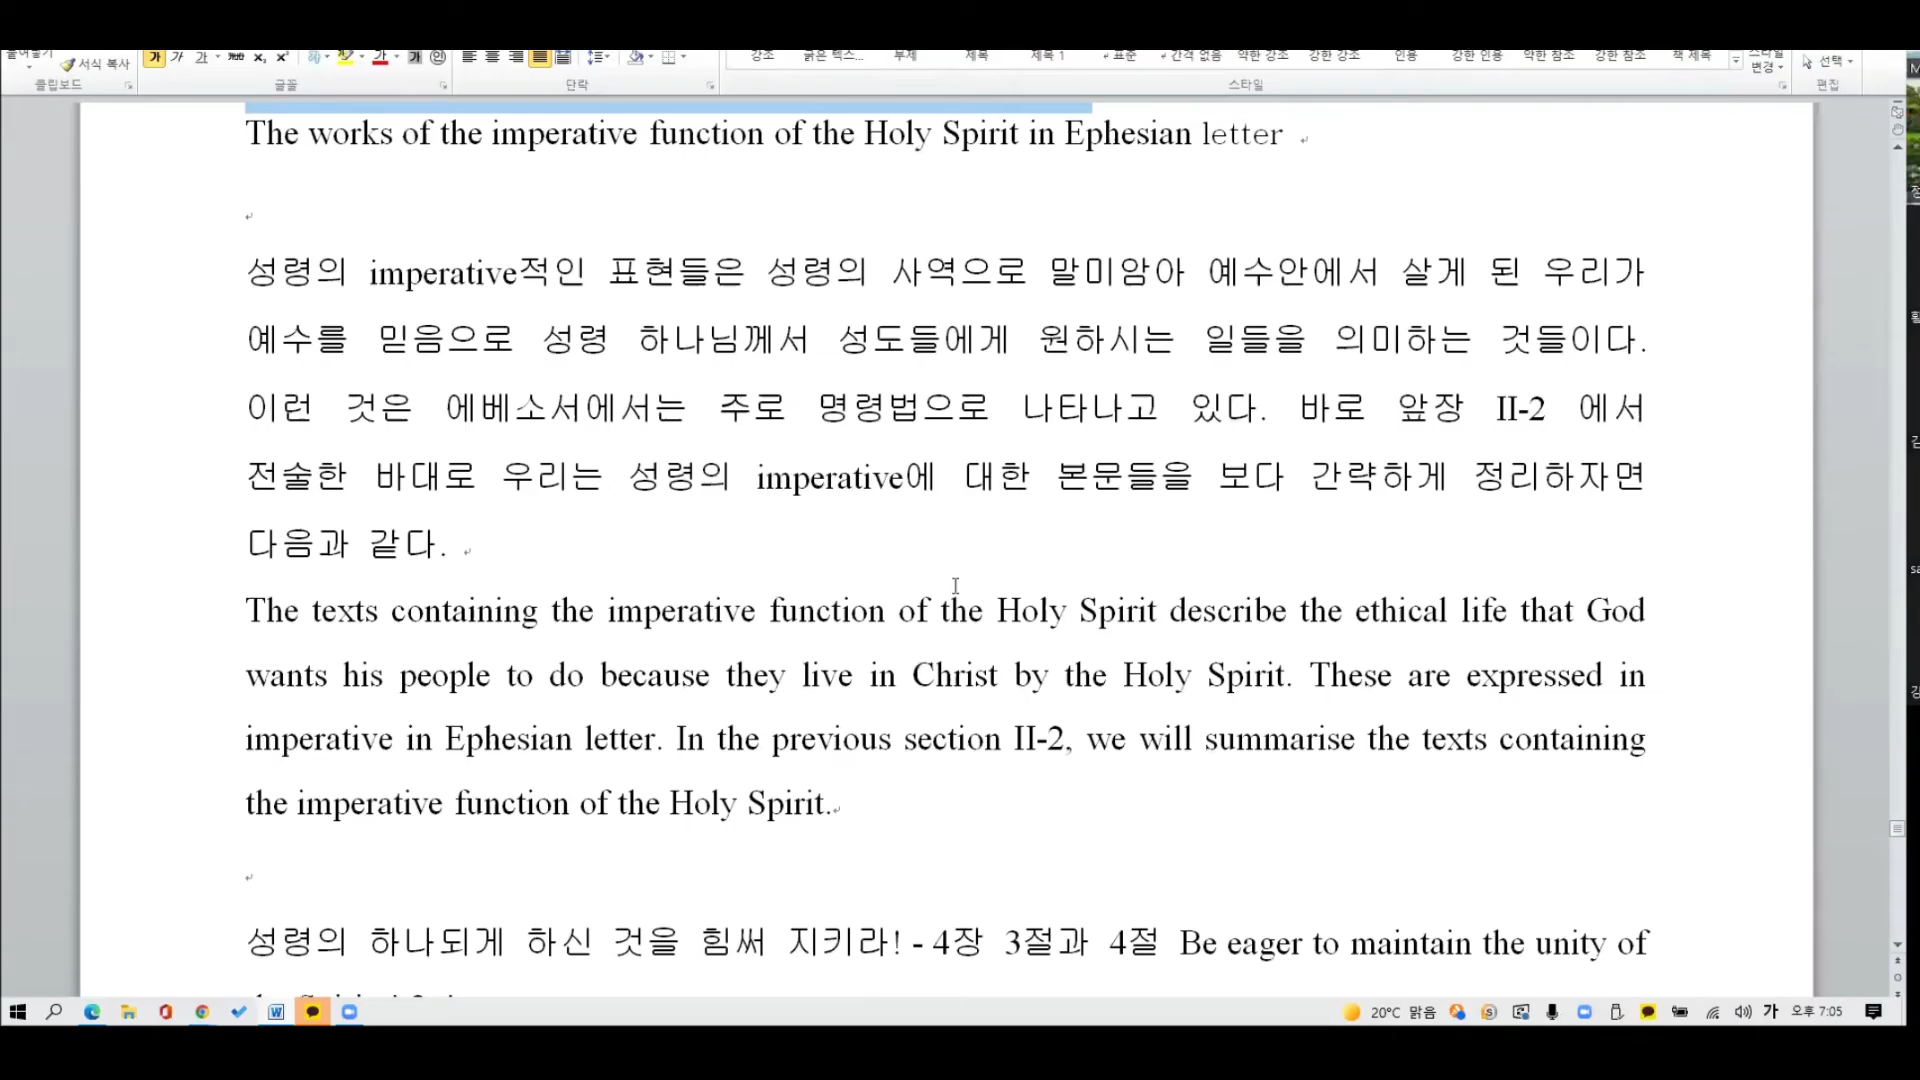 서식 복사
클립보드
글꼴
단락
강조
굵은 텍스...
부제
제목
제목 1
표준
간격 없음
약한 강조
강한 강조
인용
강한 인용
약한 참조
강한 참조
책 제목
스타일
변경
스타일
선택
편집
The works of the imperative function of the Holy Spirit in Ephesian letter
성령의 imperative적인 표현들은 성령의 사역으로 말미암아 예수안에서 살게 된 우리가
예수를 믿음으로 성령 하나님께서 성도들에게 원하시는 일들을 의미하는 것들이다.
이런 것은 에베소서에서는 주로 명령법으로 나타나고 있다. 바로 앞장 II-2 에서
전술한 바대로 우리는 성령의 imperative에 대한 본문들을 보다 간략하게 정리하자면
다음과 같다.
The texts containing the imperative function of the Holy Spirit describe the ethical life that God
wants his people to do because they live in Christ by the Holy Spirit. These are expressed in
imperative in Ephesian letter. In the previous section II-2, we will summarise the texts containing
the imperative function of the Holy Spirit.
성령의 하나되게 하신 것을 힘써 지키라! - 4장 3절과 4절 Be eager to maintain the unity of
20°C 맑음
가
오후 7:05